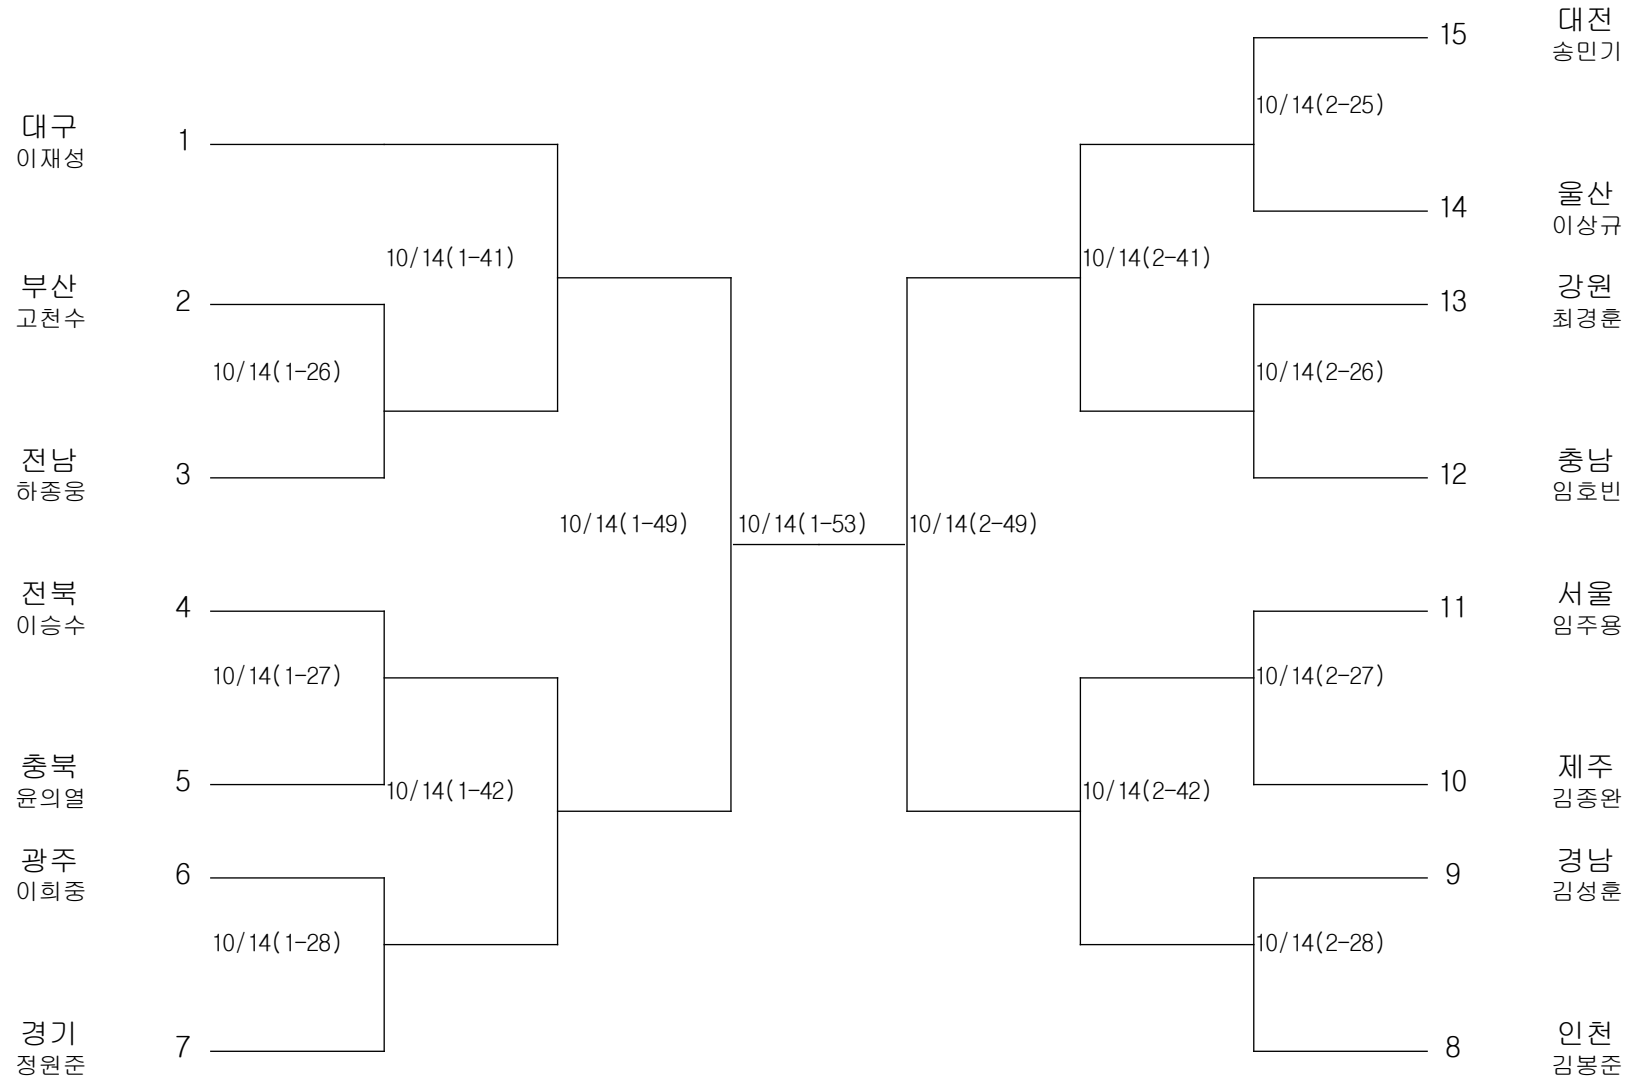 대구
이재성
1
10/14(1-41)
부산
고천수
2
10/14(1-26)
전남
하종웅
3
10/14(1-49)
전북
이승수
4
10/14(1-27)
충북
윤의열
5
10/14(1-42)
광주
이희중
6
10/14(1-28)
경기
정원준
7
10/14(1-53)
15
대전
송민기
10/14(2-25)
14
울산
이상규
10/14(2-41)
13
강원
최경훈
10/14(2-26)
12
충남
임호빈
10/14(2-49)
11
서울
임주용
10/14(2-27)
10
제주
김종완
10/14(2-42)
9
경남
김성훈
10/14(2-28)
8
인천
김봉준